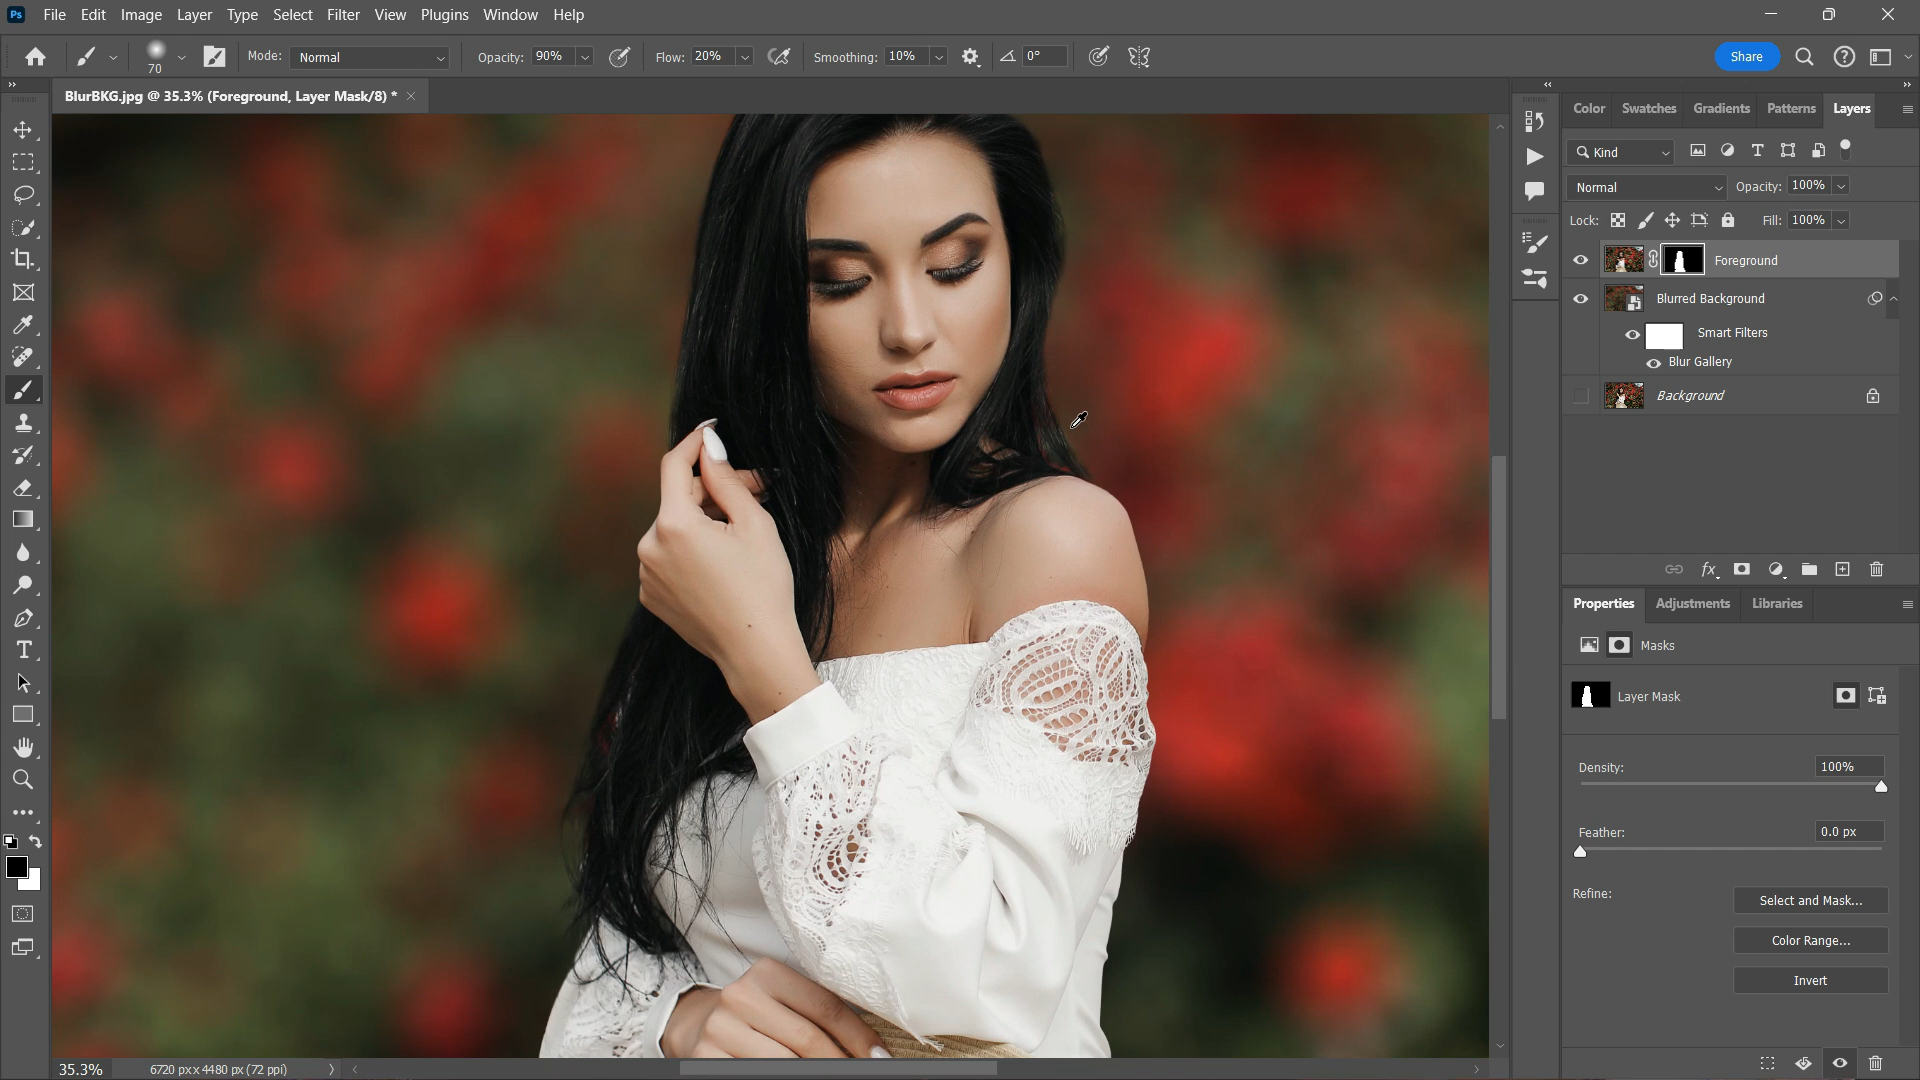 Ps File Edit Image Layer Type Select Filter View Plugins Window Help
70 Mode: Normal Opacity: 90% Flow: 20% Smoothing: 10% 0° Share
BlurBKG.jpg @ 35.3% (Foreground, Layer Mask/8) *
Color Swatches Gradients Patterns Layers
Kind
Normal Opacity: 100%
Lock: Fill: 100%
Foreground
Blurred Background
Smart Filters
Blur Gallery
Background
fx
Properties Adjustments Libraries
Masks
Layer Mask
Density: 100%
Feather: 0.0 px
Refine: Select and Mask...
Color Range...
Invert
35.3% 6720 px x 4480 px (72 ppi)